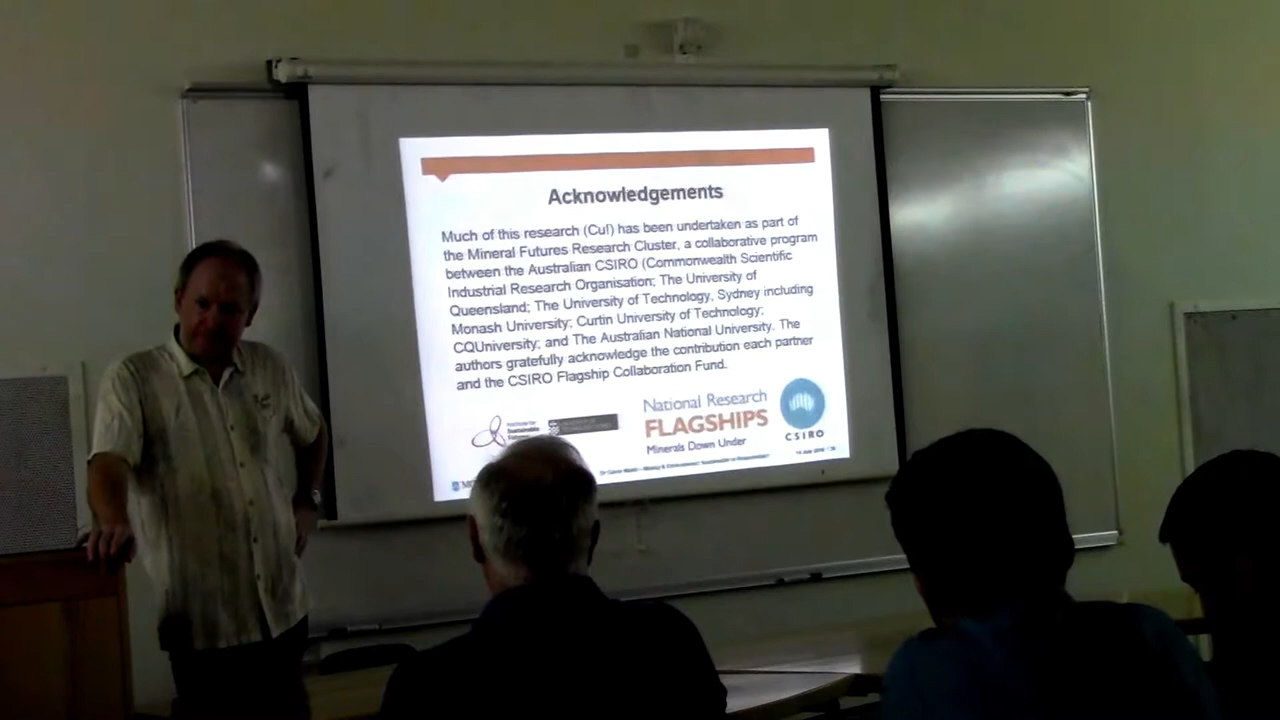 Acknowledgements
Much of this research (Cu!) has been undertaken as part of
the Mineral Futures Research Cluster, a collaborative program
between the Australian CSIRO (Commonwealth Scientific
Industrial Research Organisation; The University of
Queensland; The University of Technology, Sydney including
Monash University; Curtin University of Technology;
CQUniversity; and The Australian National University. The
authors gratefully acknowledge the contribution each partner
and the CSIRO Flagship Collaboration Fund.
Institute for
Sustainable
National Research
FLAGSHIPS
Minerals Down Under
CSIRO